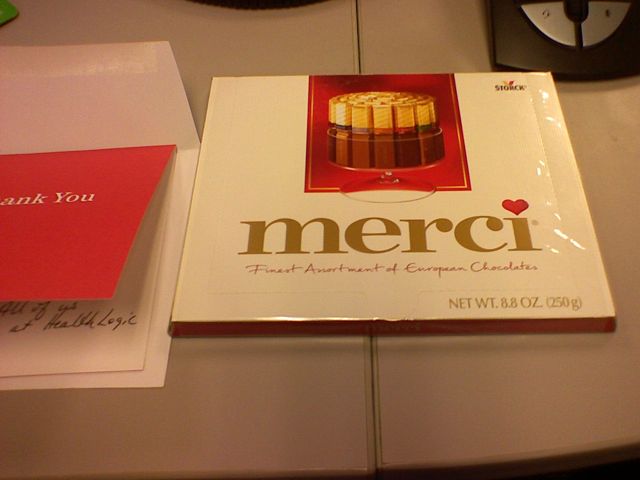 ank You
All of us
at HealthLogic
STORCK
merci
Finest Assortment of European Chocolates
NET WT. 8.8 OZ. (250g)